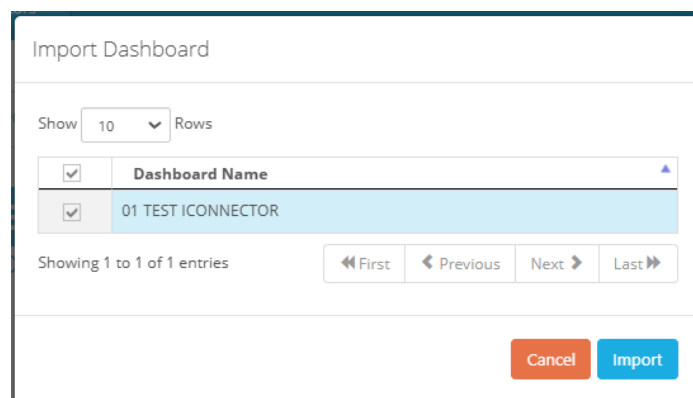 Import Dashboard
Show 10 Rows
Dashboard Name
01 TEST ICONNECTOR
Showing 1 to 1 of 1 entries First Previous Next Last
Cancel Import